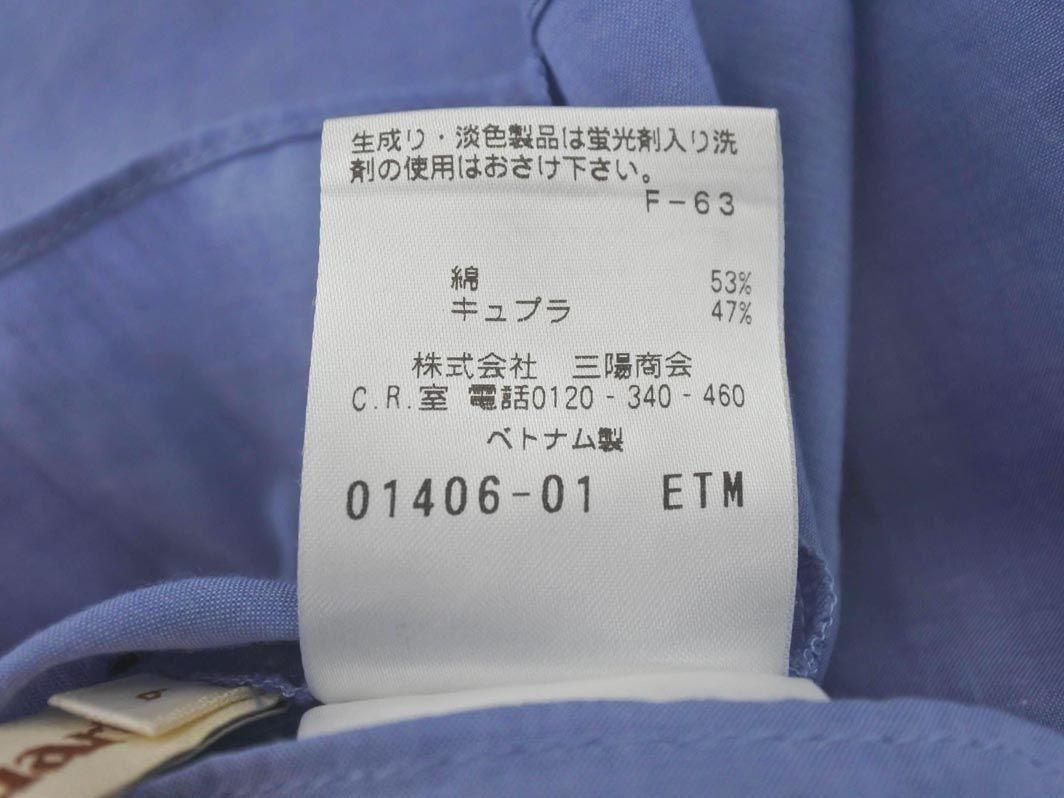 生成り・淡色製品は蛍光剤入り洗
剤の使用はおさけ下さい。
F-63
綿 53%
キュプラ 47%
株式会社 三陽商会
C.R.室 電話0120-340-460
ベトナム製
01406-01 ETM